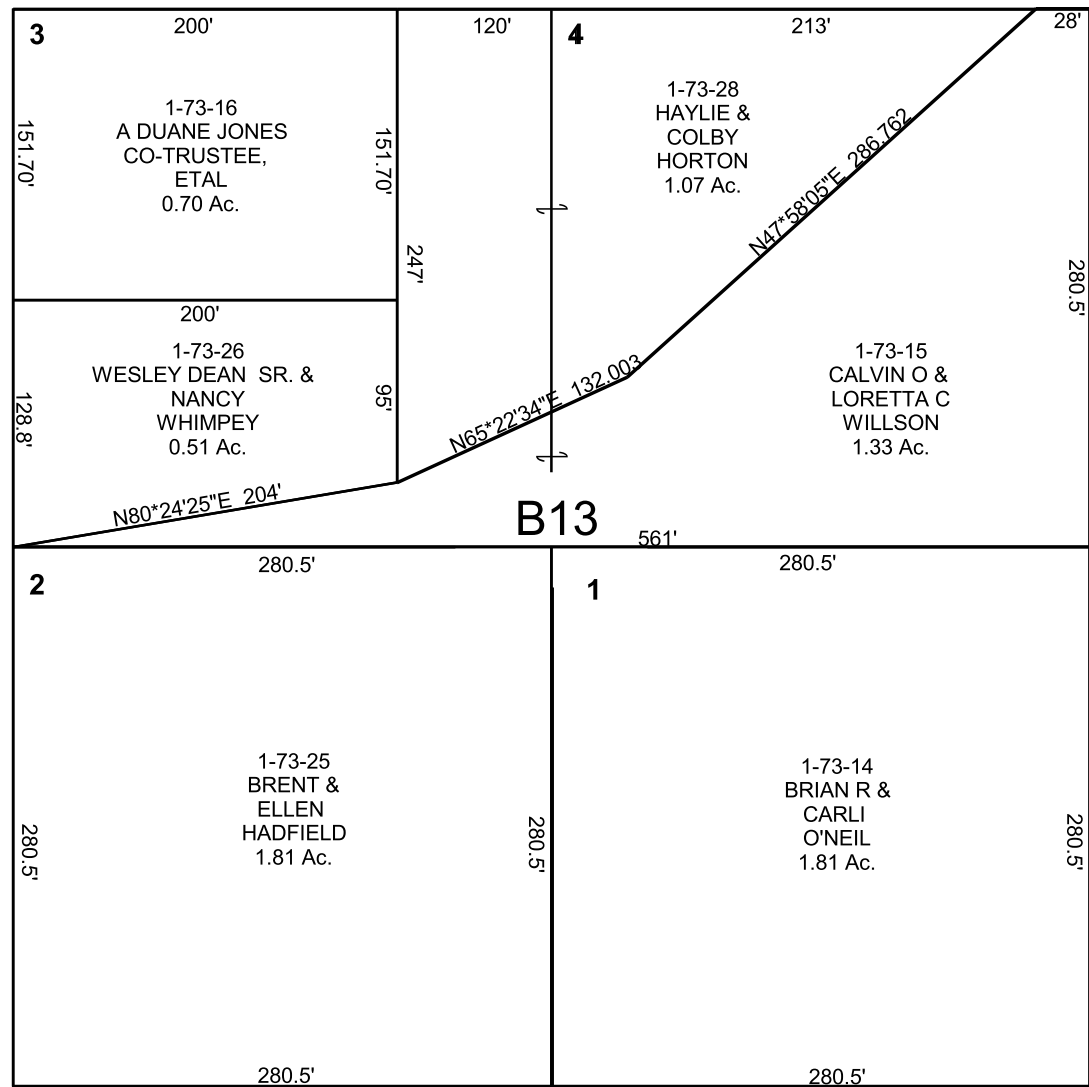 3
200'
120'
4
213'
28'
1-73-16
A DUANE JONES
CO-TRUSTEE,
ETAL
0.70 Ac.
151.70'
151.70'
247'
1-73-28
HAYLIE &
COLBY
HORTON
1.07 Ac.
N47*58'05"E 286.762
280.5'
200'
1-73-26
WESLEY DEAN SR. &
NANCY
WHIMPEY
0.51 Ac.
128.8'
95'
N65*22'34"E 132.003
1-73-15
CALVIN O &
LORETTA C
WILLSON
1.33 Ac.
N80*24'25"E 204'
B13
561'
280.5'
280.5'
2
1
1-73-25
BRENT &
ELLEN
HADFIELD
1.81 Ac.
280.5'
280.5'
1-73-14
BRIAN R &
CARLI
O'NEIL
1.81 Ac.
280.5'
280.5'
280.5'